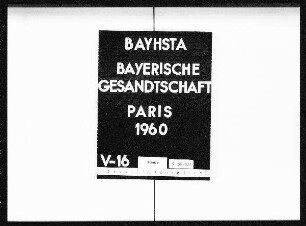 BAYHSTA
BAYERISCHE
GESANDTSCHAFT
PARIS
1960
V-16